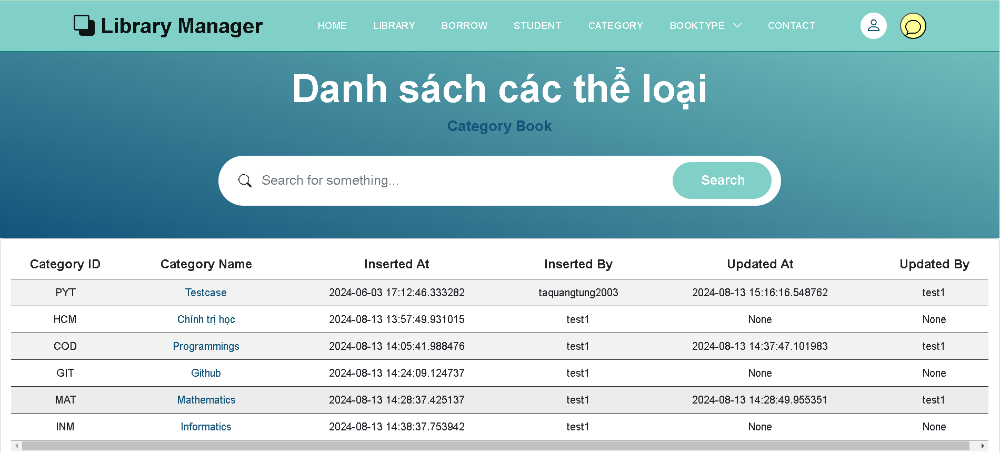 Library Manager HOME LIBRARY BORROW STUDENT CATEGORY BOOKTYPE CONTACT
Danh sách các thể loại
Category Book
Search for something... Search
Category ID Category Name Inserted At Inserted By Updated At Updated By
PYT Testcase 2024-06-03 17:12:46.333282 taquangtung2003 2024-08-13 15:16:16.548762 test1
HCM Chính trị học 2024-08-13 13:57:49.931015 test1 None None
COD Programmings 2024-08-13 14:05:41.988476 test1 2024-08-13 14:37:47.101983 test1
GIT Github 2024-08-13 14:24:09.124737 test1 None None
MAT Mathematics 2024-08-13 14:28:37.425137 test1 2024-08-13 14:28:49.955351 test1
INM Informatics 2024-08-13 14:38:37.753942 test1 None None